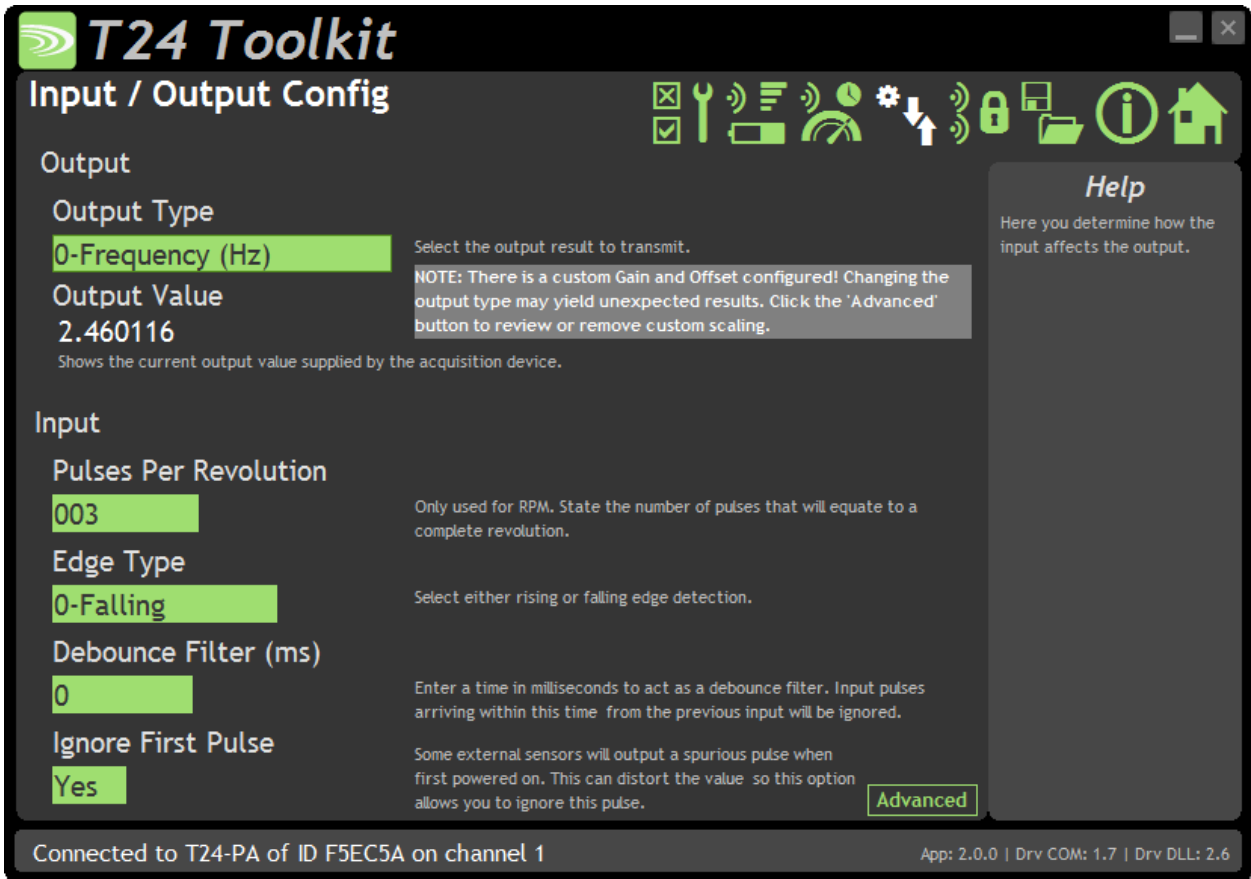 T24 Toolkit
Input / Output Config
Output
Output Type
0-Frequency (Hz)
Select the output result to transmit.
NOTE: There is a custom Gain and Offset configured! Changing the
output type may yield unexpected results. Click the 'Advanced'
button to review or remove custom scaling.
Output Value
2.460116
Shows the current output value supplied by the acquisition device.
Input
Pulses Per Revolution
003
Only used for RPM. State the number of pulses that will equate to a
complete revolution.
Edge Type
0-Falling
Select either rising or falling edge detection.
Debounce Filter (ms)
0
Enter a time in milliseconds to act as a debounce filter. Input pulses
arriving within this time from the previous input will be ignored.
Ignore First Pulse
Yes
Some external sensors will output a spurious pulse when
first powered on. This can distort the value so this option
allows you to ignore this pulse.
Advanced
Help
Here you determine how the
input affects the output.
Connected to T24-PA of ID F5EC5A on channel 1
App: 2.0.0 | Drv COM: 1.7 | Drv DLL: 2.6